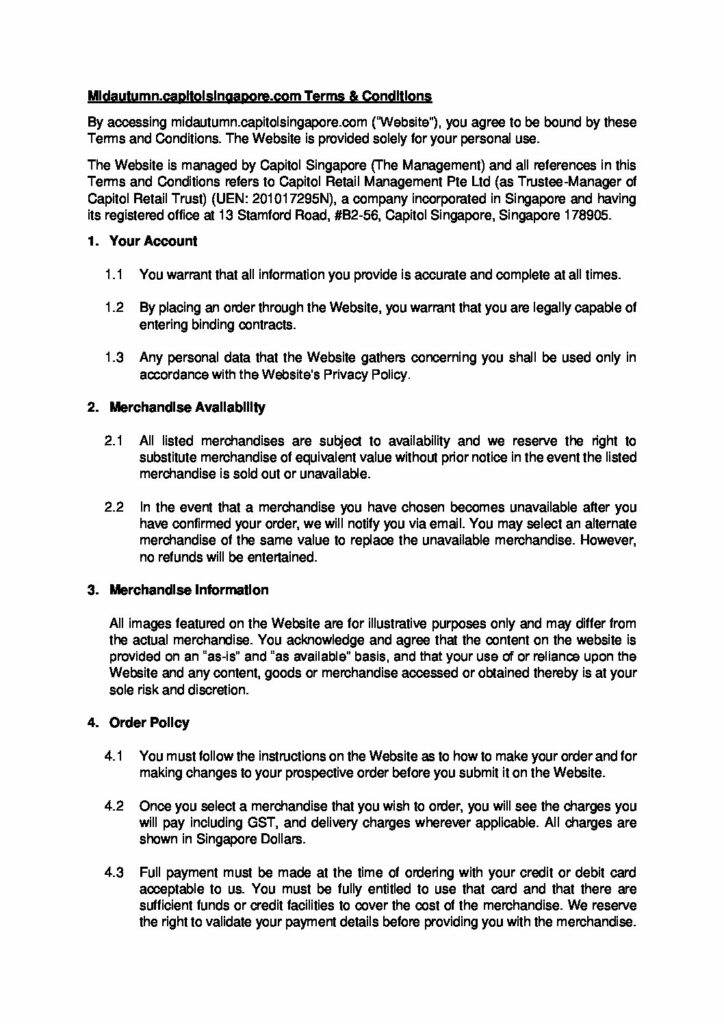 Midautumn.capitolsingapore.com Terms & Conditions
By accessing midautumn.capitolsingapore.com ("Website"), you agree to be bound by these
Terms and Conditions. The Website is provided solely for your personal use.
The Website is managed by Capitol Singapore (The Management) and all references in this
Terms and Conditions refers to Capitol Retail Management Pte Ltd (as Trustee-Manager of
Capitol Retail Trust) (UEN: 201017295N), a company incorporated in Singapore and having
its registered office at 13 Stamford Road, #B2-56, Capitol Singapore, Singapore 178905.
1. Your Account
1.1 You warrant that all information you provide is accurate and complete at all times.
1.2 By placing an order through the Website, you warrant that you are legally capable of
entering binding contracts.
1.3 Any personal data that the Website gathers concerning you shall be used only in
accordance with the Website's Privacy Policy.
2. Merchandise Availability
2.1 All listed merchandises are subject to availability and we reserve the right to
substitute merchandise of equivalent value without prior notice in the event the listed
merchandise is sold out or unavailable.
2.2 In the event that a merchandise you have chosen becomes unavailable after you
have confirmed your order, we will notify you via email. You may select an alternate
merchandise of the same value to replace the unavailable merchandise. However,
no refunds will be entertained.
3. Merchandise Information
All images featured on the Website are for illustrative purposes only and may differ from
the actual merchandise. You acknowledge and agree that the content on the website is
provided on an "as-is" and "as available" basis, and that your use of or reliance upon the
Website and any content, goods or merchandise accessed or obtained thereby is at your
sole risk and discretion.
4. Order Policy
4.1 You must follow the instructions on the Website as to how to make your order and for
making changes to your prospective order before you submit it on the Website.
4.2 Once you select a merchandise that you wish to order, you will see the charges you
will pay including GST, and delivery charges wherever applicable. All charges are
shown in Singapore Dollars.
4.3 Full payment must be made at the time of ordering with your credit or debit card
acceptable to us. You must be fully entitled to use that card and that there are
sufficient funds or credit facilities to cover the cost of the merchandise. We reserve
the right to validate your payment details before providing you with the merchandise.